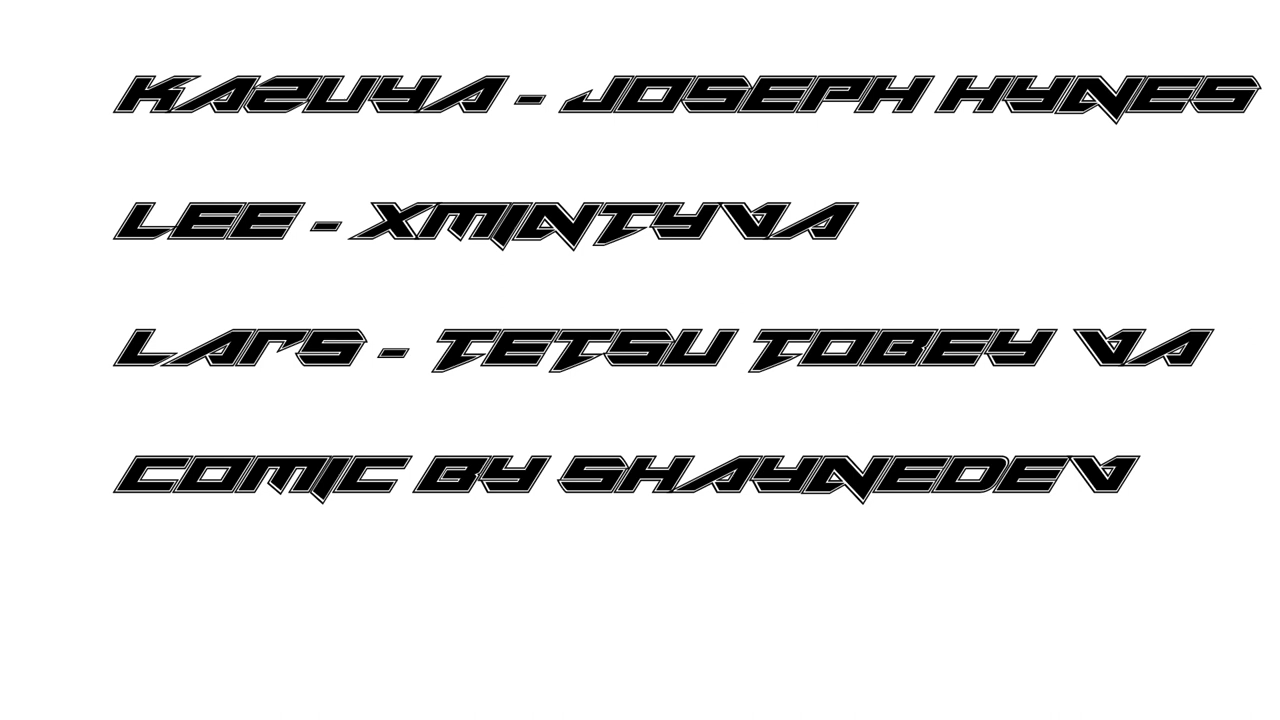 KAZUYA - JOSEPH HYNES
LEE - XMINTYVA
LArS - TETSU TOBEY VA
COMIC BY SHAYNEDEV